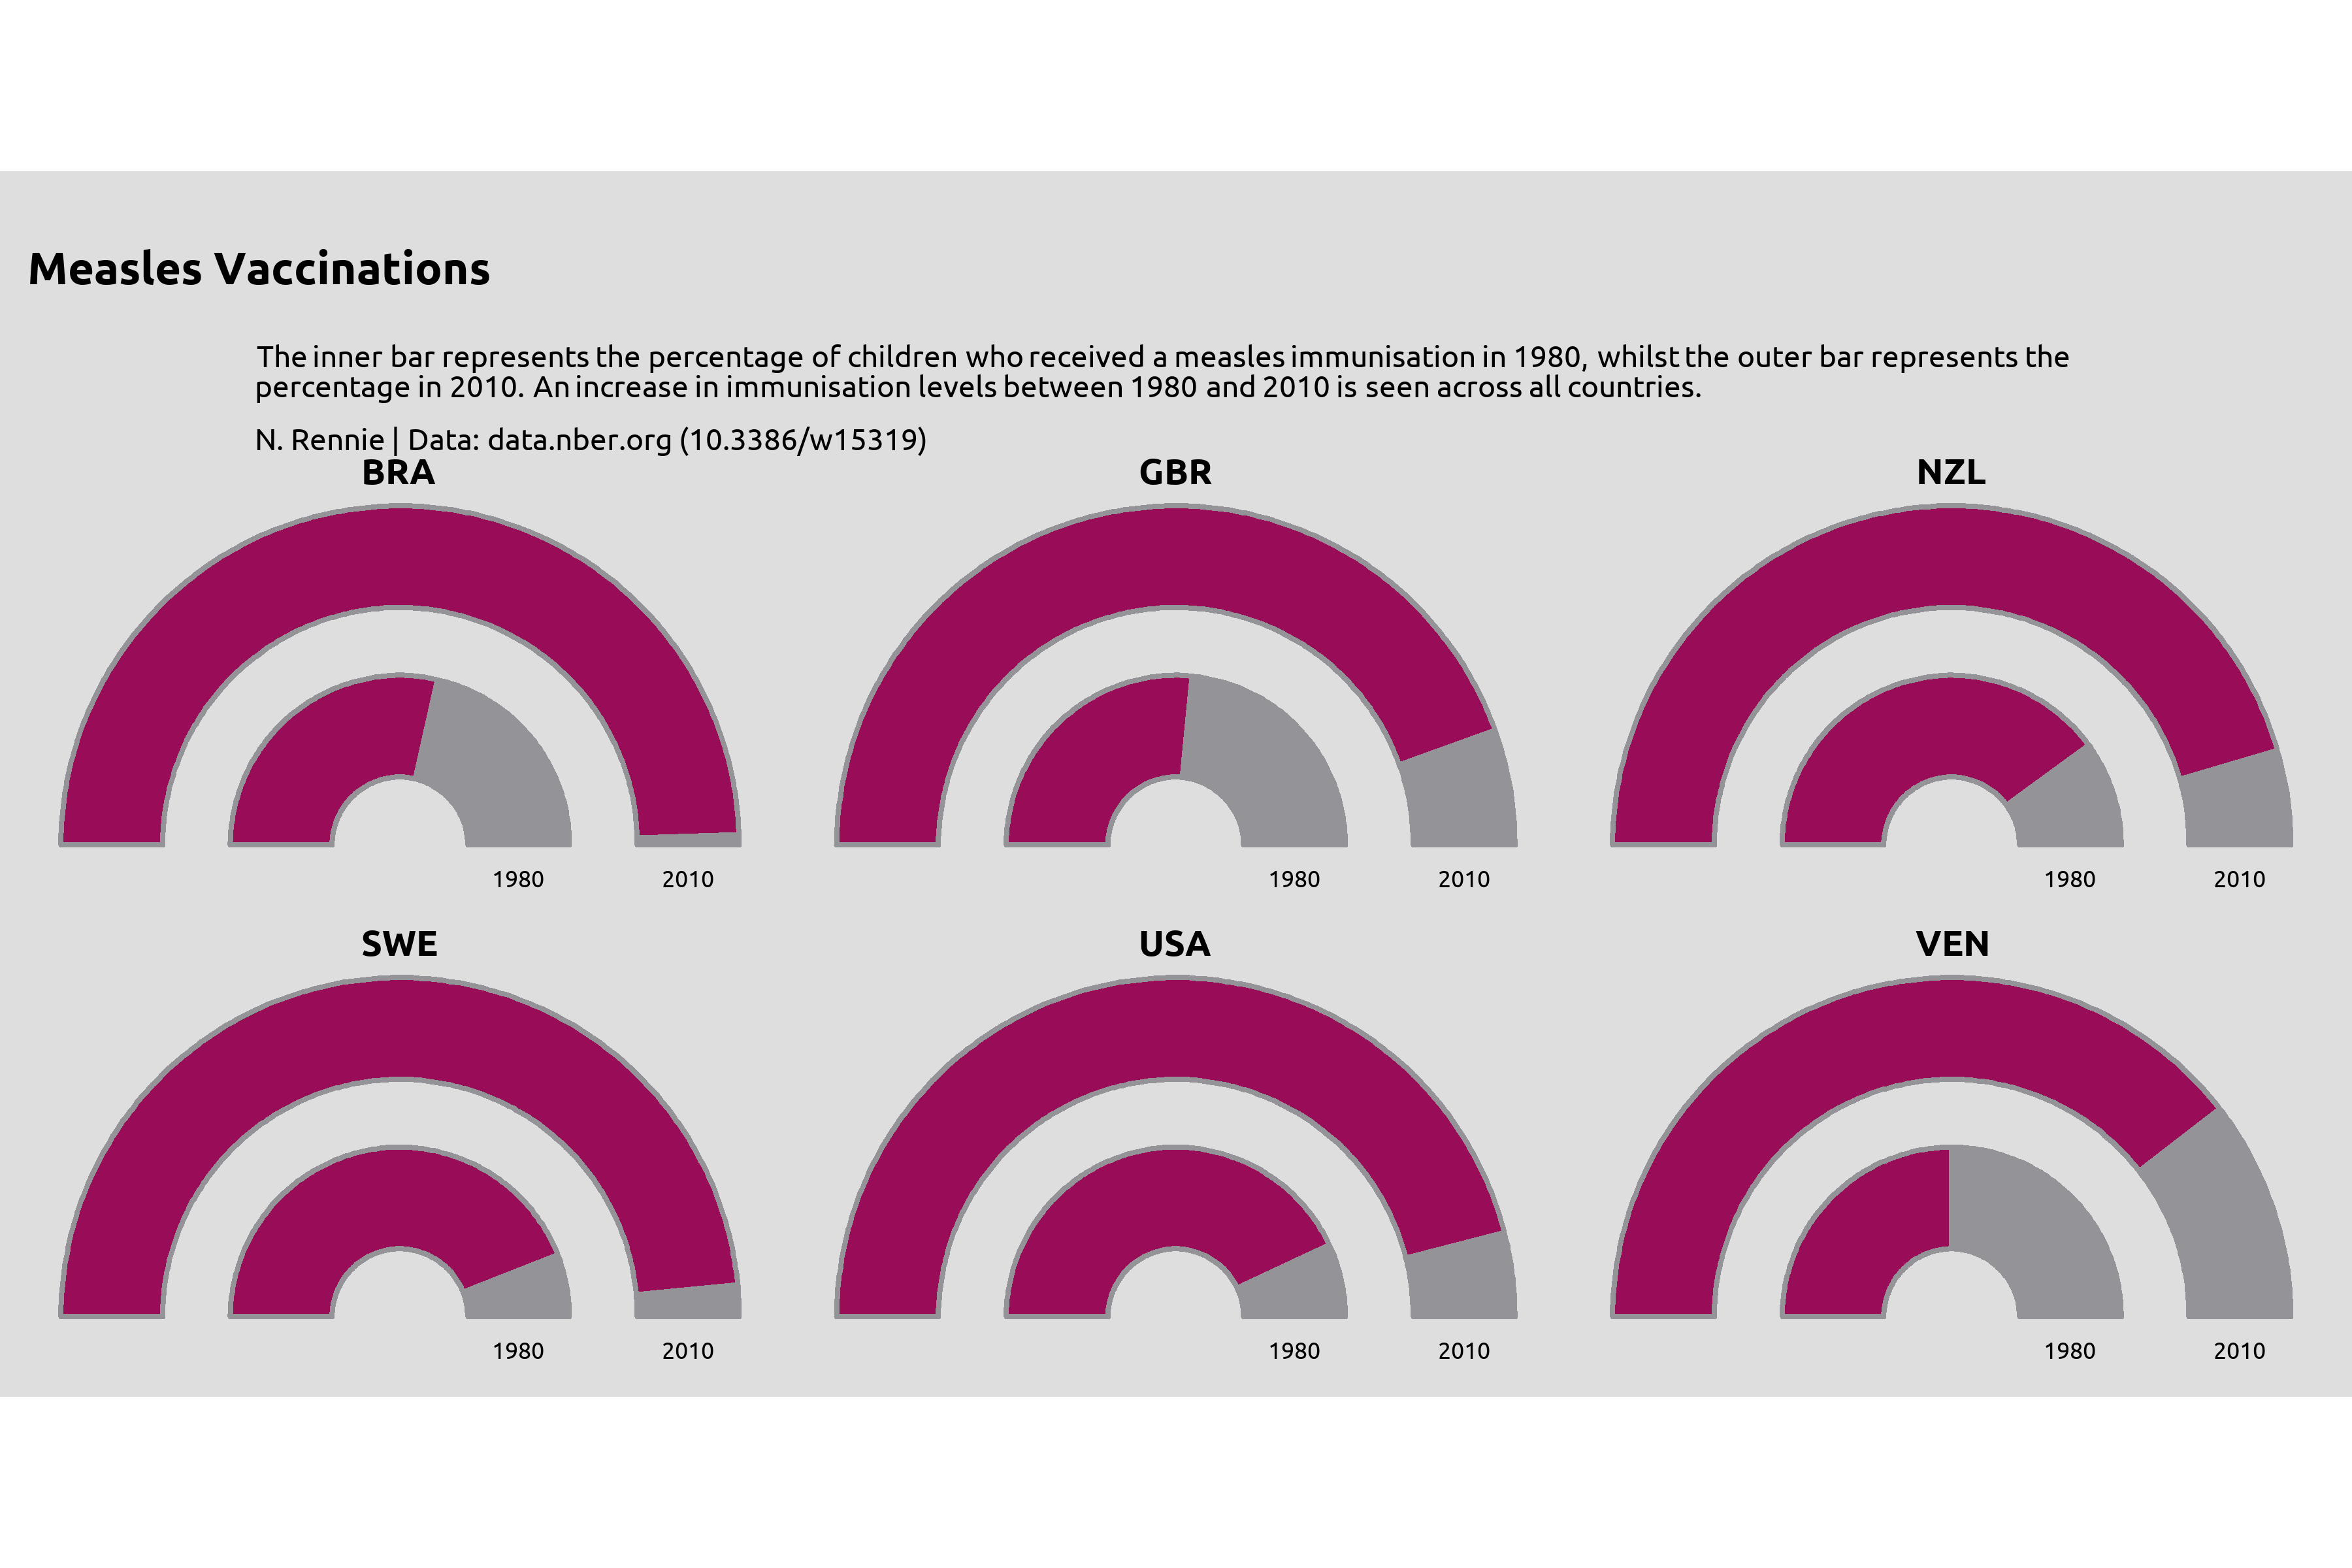 Measles Vaccinations
The inner bar represents the percentage of children who received a measles immunisation in 1980, whilst the outer bar represents the
percentage in 2010. An increase in immunisation levels between 1980 and 2010 is seen across all countries.
N. Rennie | Data: data.nber.org (10.3386/w15319)
BRA GBR NZL
1980 2010 1980 2010 1980 2010
SWE USA VEN
1980 2010 1980 2010 1980 2010